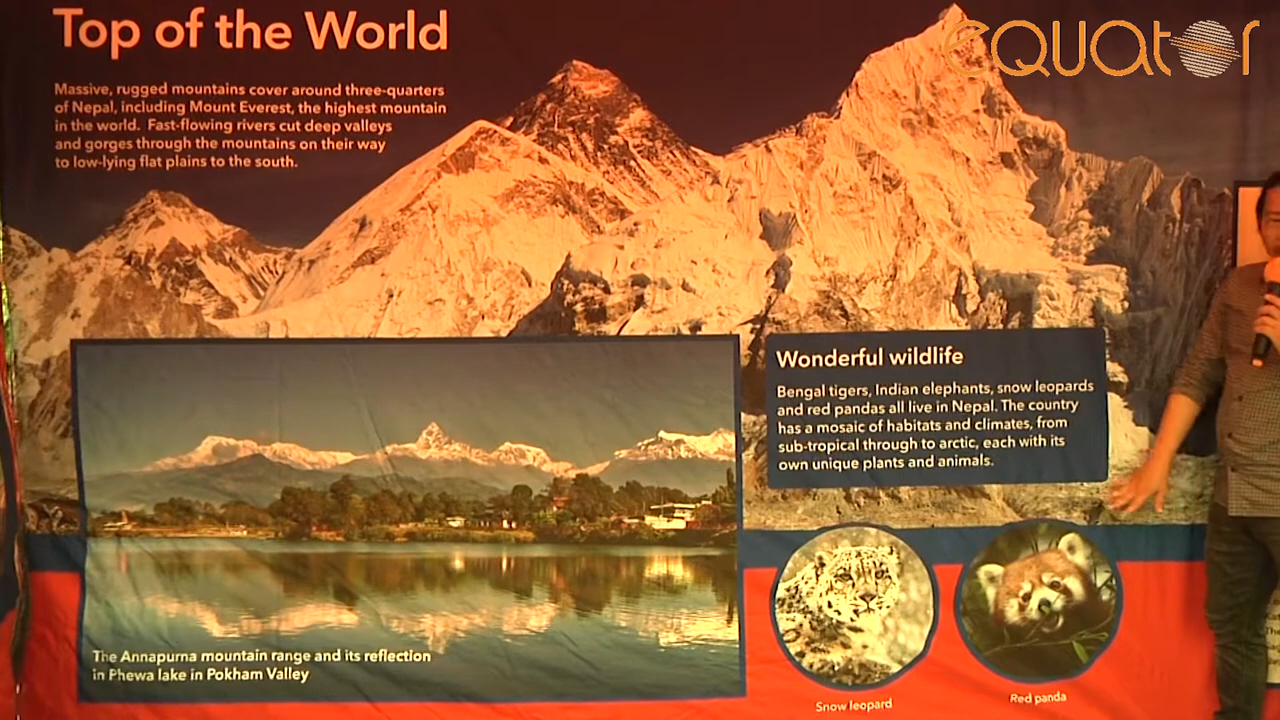 Top of the World
Massive, rugged mountains cover around three-quarters
of Nepal, including Mount Everest, the highest mountain
in the world. Fast-flowing rivers cut deep valleys
and gorges through the mountains on their way
to low-lying flat plains to the south.
equator
Wonderful wildlife
Bengal tigers, Indian elephants, snow leopards
and red pandas all live in Nepal. The country
has a mosaic of habitats and climates, from
sub-tropical through to arctic, each with its
own unique plants and animals.
The Annapurna mountain range and its reflection
in Phewa lake in Pokham Valley
Snow leopard
Red panda